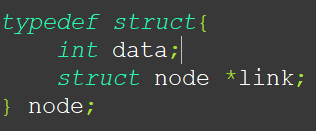 typedef struct{
    int data;
    struct node *link;
} node;